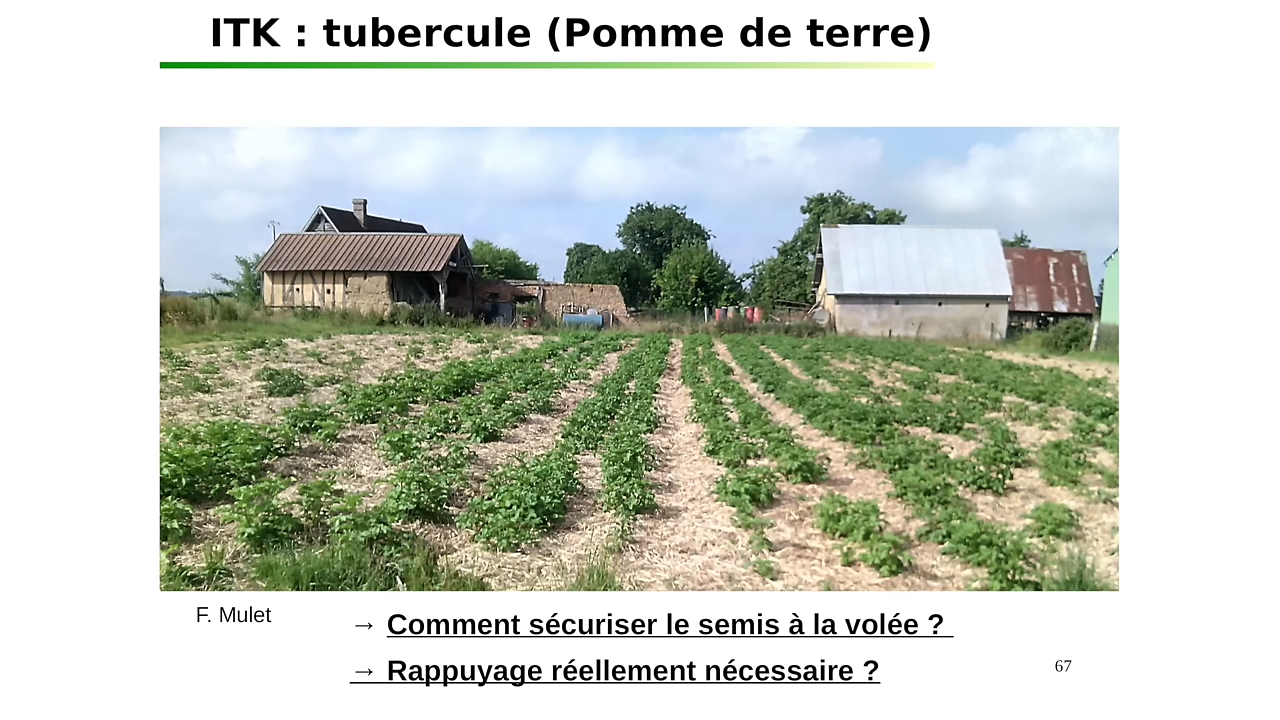 ITK : tubercule (Pomme de terre)
F. Mulet
→ Comment sécuriser le semis à la volée ?
→ Rappuyage réellement nécessaire ?
67